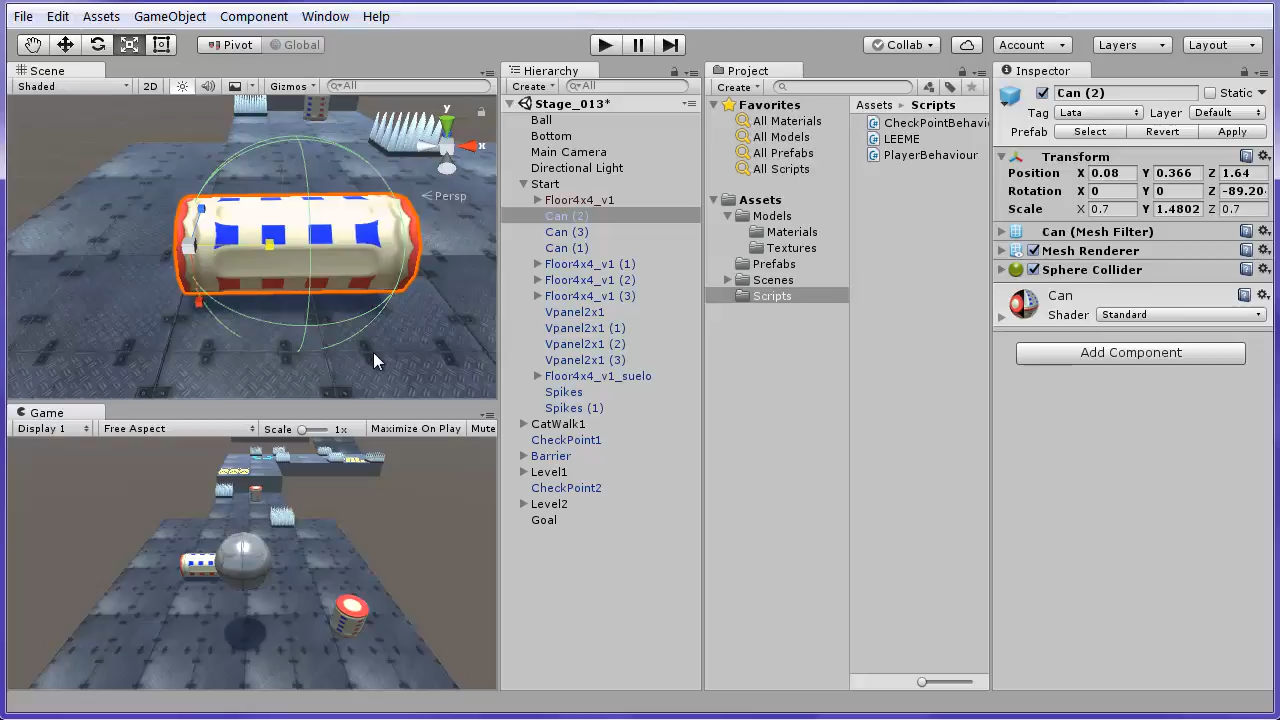 File Edit Assets GameObject Component Window Help
Pivot Global Collab Account Layers Layout
Scene
Shaded 2D Gizmos All
y
x
Persp
Game
Display 1 Free Aspect Scale 1x Maximize On Play Mute
Hierarchy
Create All
Stage_013*
Ball
Bottom
Main Camera
Directional Light
Start
Floor4x4_v1
Can (2)
Can (3)
Can (1)
Floor4x4_v1 (1)
Floor4x4_v1 (2)
Floor4x4_v1 (3)
Vpanel2x1
Vpanel2x1 (1)
Vpanel2x1 (2)
Vpanel2x1 (3)
Floor4x4_v1_suelo
Spikes
Spikes (1)
CatWalk1
CheckPoint1
Barrier
Level1
CheckPoint2
Level2
Goal
Project
Create
Favorites
All Materials
All Models
All Prefabs
All Scripts
Assets
Models
Materials
Textures
Prefabs
Scenes
Scripts
Assets Scripts
CheckPointBehavi
LEEME
PlayerBehaviour
Inspector
Can (2) Static
Tag Lata Layer Default
Prefab Select Revert Apply
Transform
Position X 0.08 Y 0.366 Z 1.64
Rotation X 0 Y 0 Z -89.20
Scale X 0.7 Y 1.4802 Z 0.7
Can (Mesh Filter)
Mesh Renderer
Sphere Collider
Can
Shader Standard
Add Component